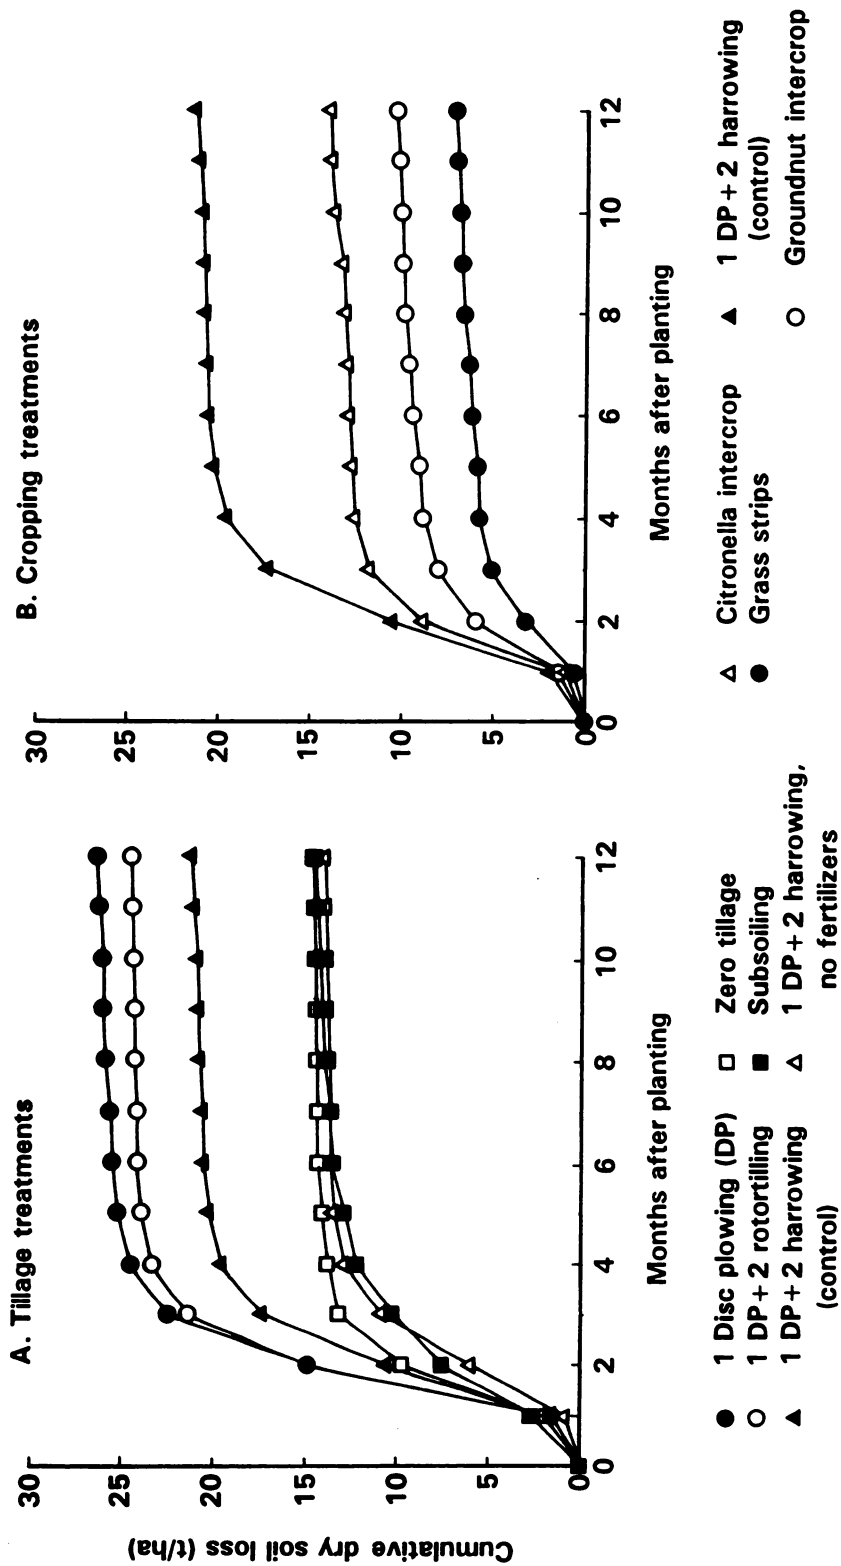 A. Tillage treatments
Cumulative dry soil loss (t/ha)
30
25
20
15
10
5
0
0 2 4 6 8 10 12
Months after planting
1 Disc plowing (DP)
1 DP+2 rotortilling
1 DP+2 harrowing
(control)
Zero tillage
Subsoiling
1 DP+2 harrowing,
no fertilizers
B. Cropping treatments
30
25
20
15
10
5
0
0 2 4 6 8 10 12
Months after planting
Citronella intercrop
Grass strips
1 DP+2 harrowing
(control)
Groundnut intercrop